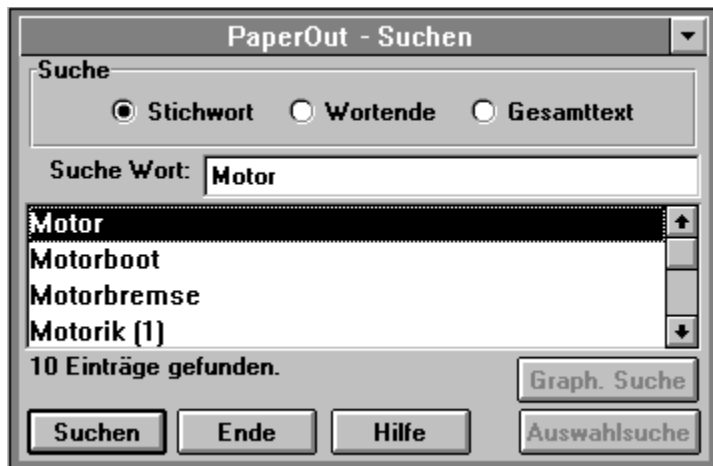 PaperOut - Suchen
Suche
Stichwort Wortende Gesamttext
Suche Wort: Motor
Motor
Motorboot
Motorbremse
Motorik (1)
10 Einträge gefunden.
Graph. Suche
Suchen Ende Hilfe Auswahlsuche